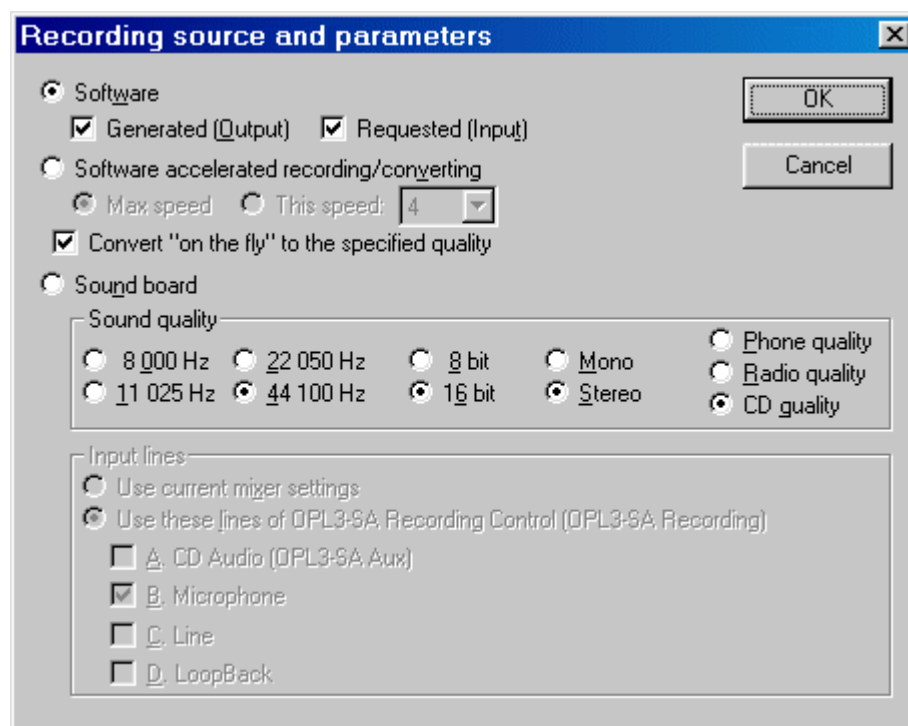 Recording source and parameters
Software
OK
Generated (Output) Requested (Input)
Software accelerated recording/converting
Cancel
Max speed This speed: 4
Convert "on the fly" to the specified quality
Sound board
Sound quality
8 000 Hz 22 050 Hz 8 bit Mono Phone quality
11 025 Hz 44 100 Hz 16 bit Stereo Radio quality
CD quality
Input lines
Use current mixer settings
Use these lines of OPL3-SA Recording Control (OPL3-SA Recording)
A. CD Audio (OPL3-SA Aux)
B. Microphone
C. Line
D. LoopBack